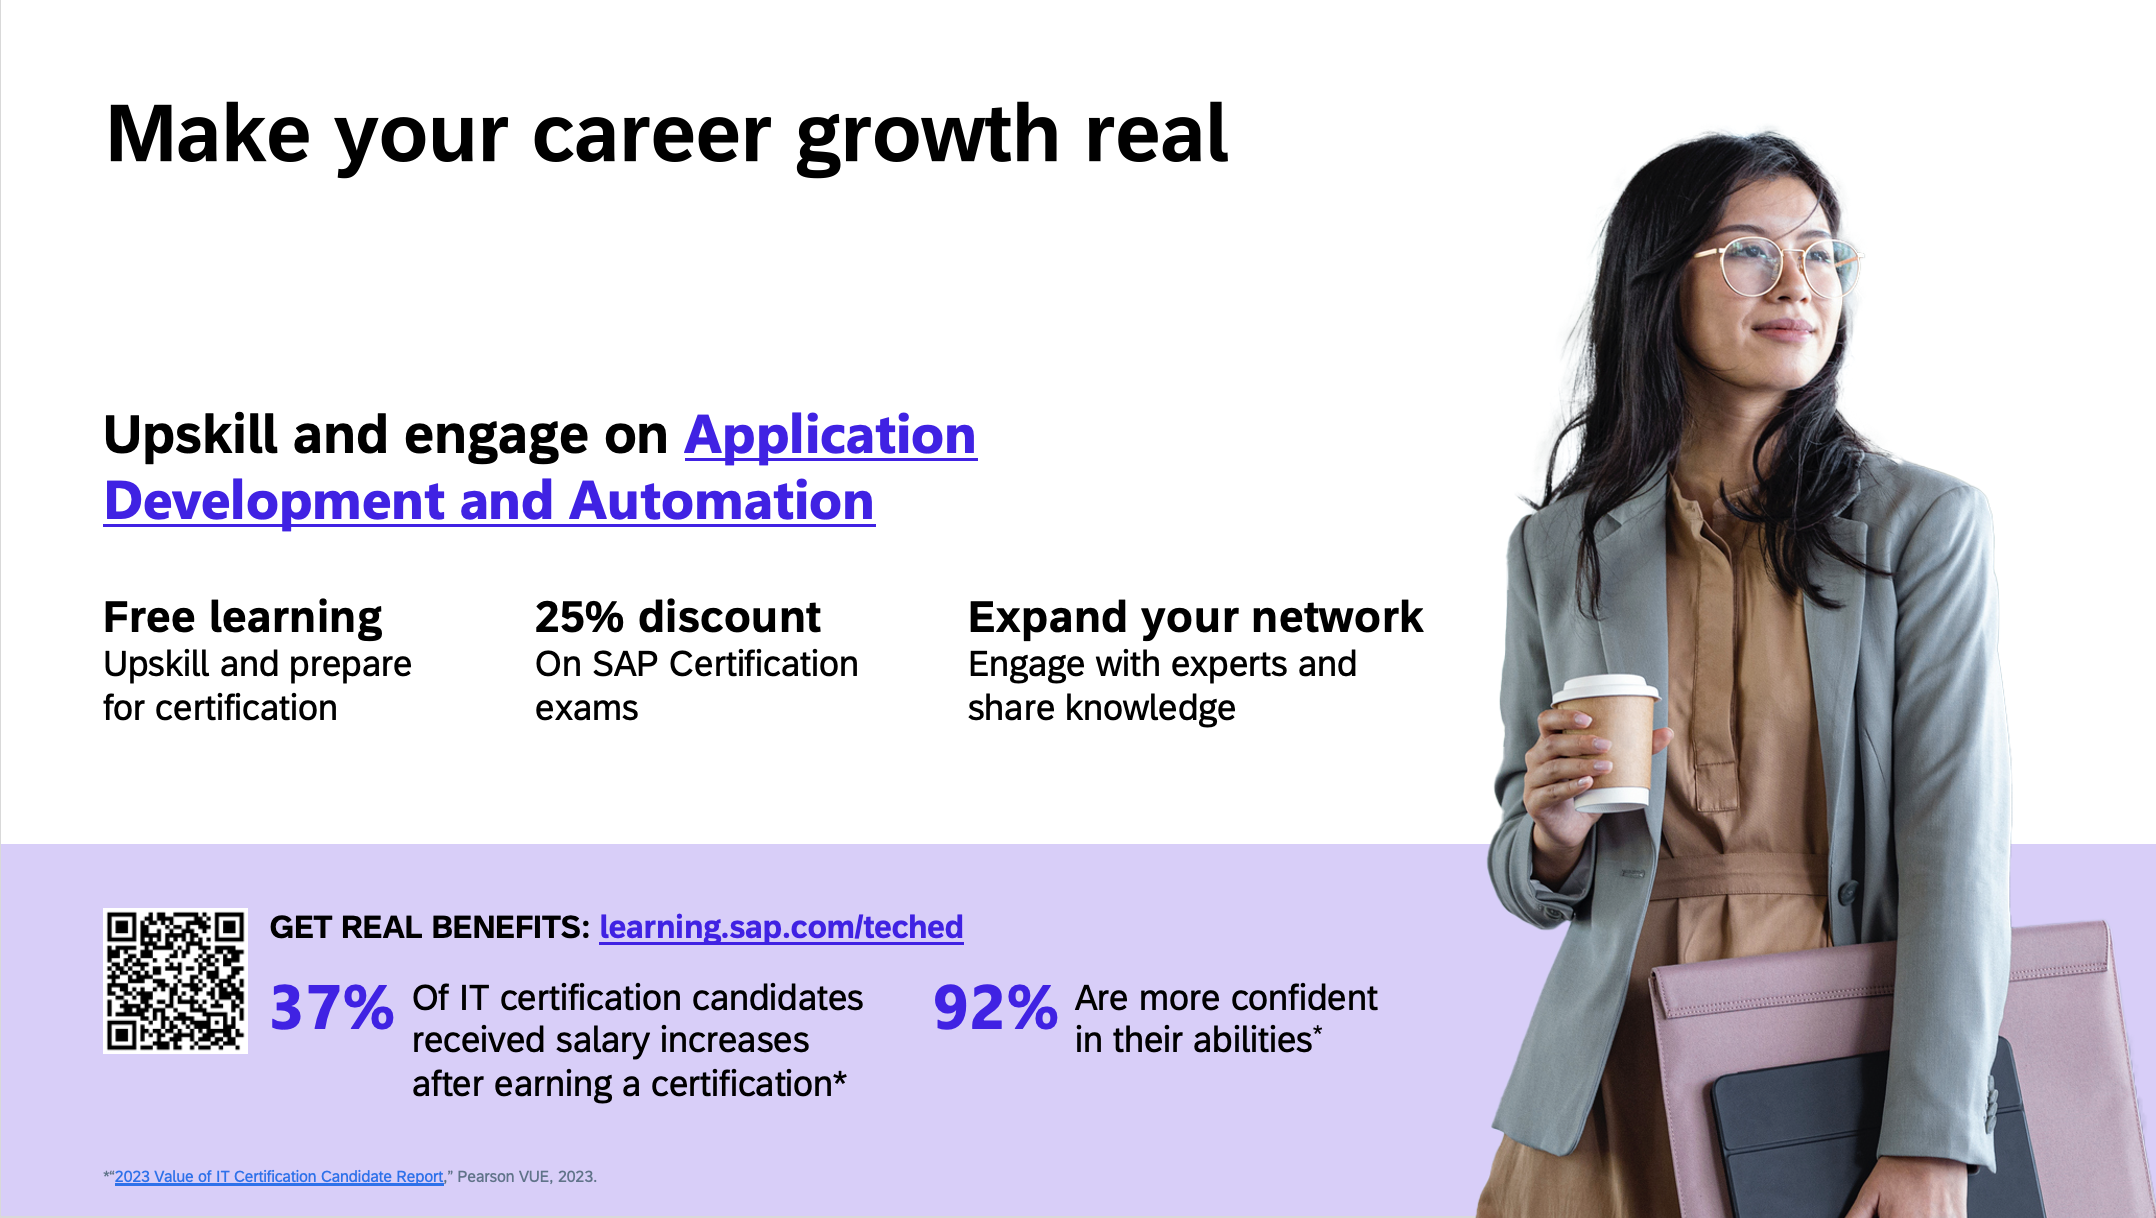 Make your career growth real
Upskill and engage on Application
Development and Automation
Free learning
Upskill and prepare
for certification
25% discount
On SAP Certification
exams
Expand your network
Engage with experts and
share knowledge
GET REAL BENEFITS: learning.sap.com/teched
37%
Of IT certification candidates
received salary increases
after earning a certification*
92%
Are more confident
in their abilities*
*“2023 Value of IT Certification Candidate Report,” Pearson VUE, 2023.